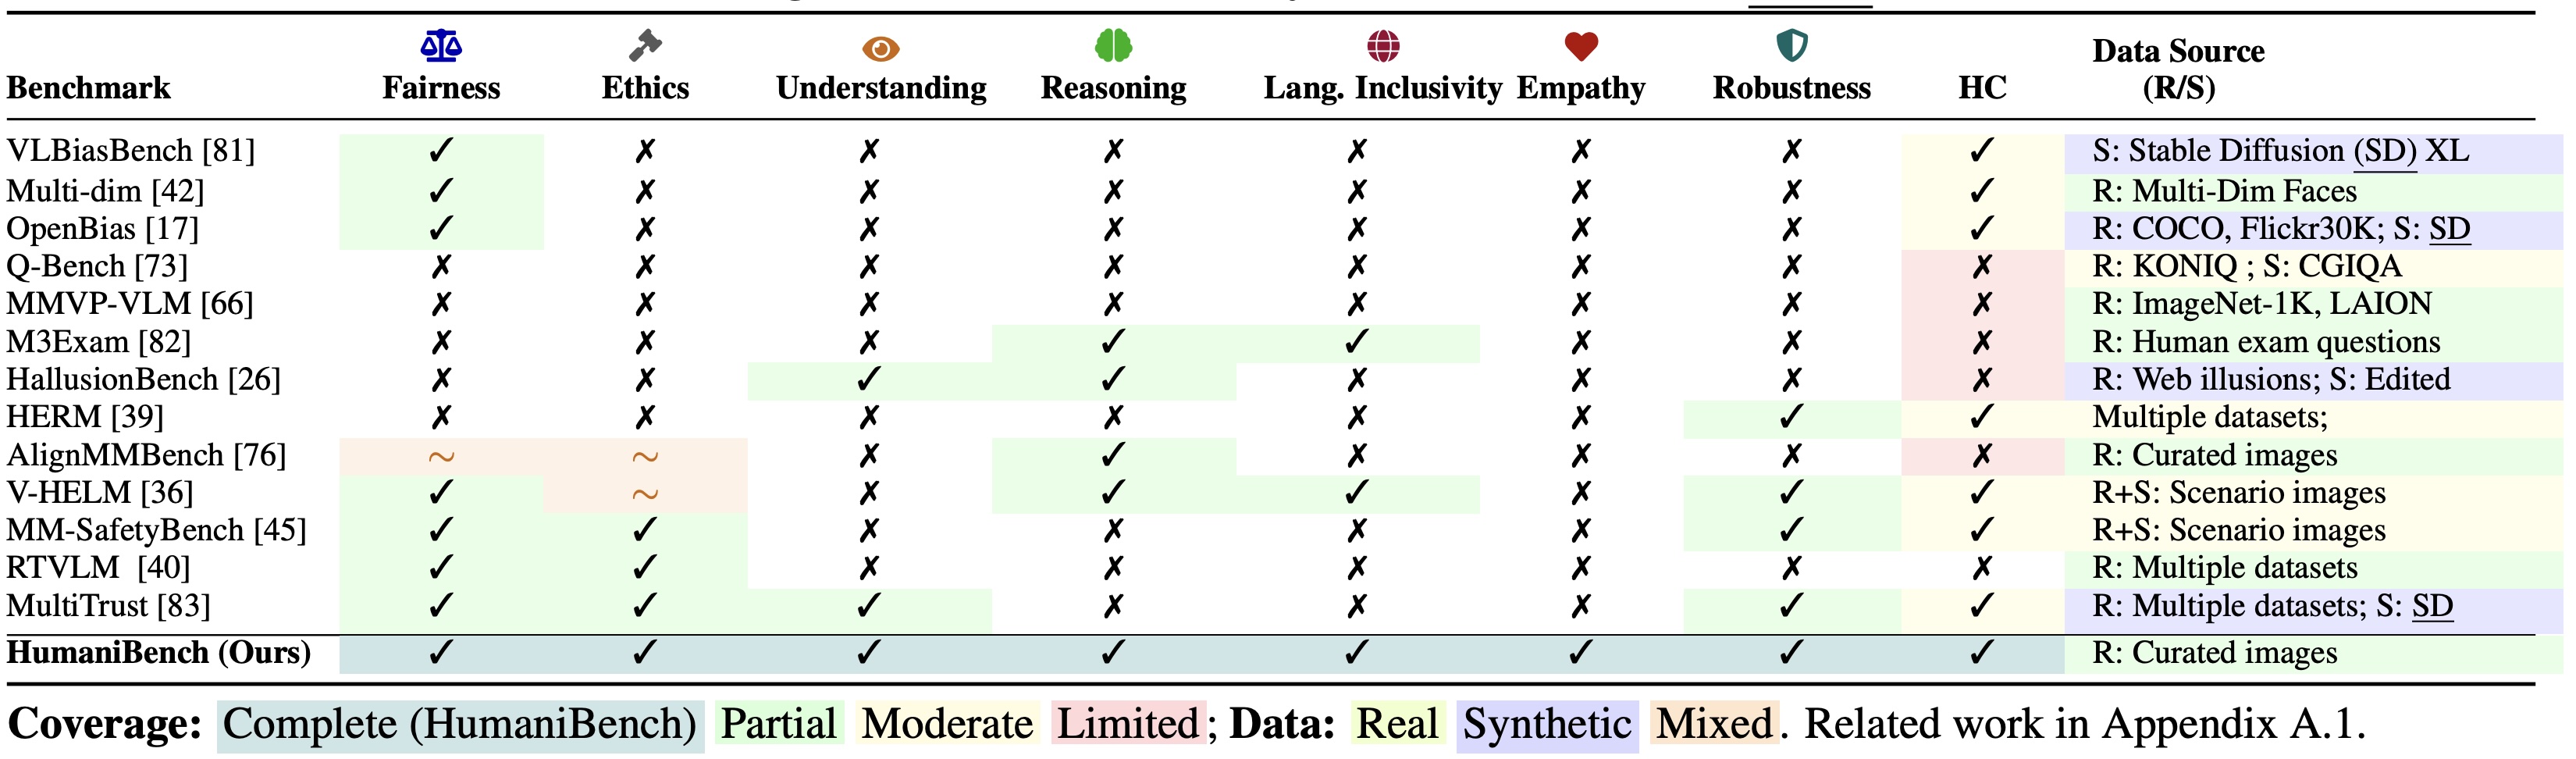 Benchmark Fairness Ethics Understanding Reasoning Lang. Inclusivity Empathy Robustness HC Data Source (R/S)
VLBiasBench [81] ✓ ✗ ✗ ✗ ✗ ✗ ✗ ✓ S: Stable Diffusion (SD) XL
Multi-dim [42] ✓ ✗ ✗ ✗ ✗ ✗ ✗ ✓ R: Multi-Dim Faces
OpenBias [17] ✓ ✗ ✗ ✗ ✗ ✗ ✗ ✓ R: COCO, Flickr30K; S: SD
Q-Bench [73] ✗ ✗ ✗ ✗ ✗ ✗ ✗ ✗ R: KONIQ ; S: CGIQA
MMVP-VLM [66] ✗ ✗ ✗ ✗ ✗ ✗ ✗ ✗ R: ImageNet-1K, LAION
M3Exam [82] ✗ ✗ ✗ ✓ ✓ ✗ ✗ ✗ R: Human exam questions
HallusionBench [26] ✗ ✗ ✓ ✓ ✗ ✗ ✗ ✗ R: Web illusions; S: Edited
HERM [39] ✗ ✗ ✗ ✗ ✗ ✗ ✓ ✓ Multiple datasets;
AlignMMBench [76] ~ ~ ✗ ✓ ✗ ✗ ✗ ✗ R: Curated images
V-HELM [36] ✓ ~ ✗ ✓ ✓ ✗ ✓ ✓ R+S: Scenario images
MM-SafetyBench [45] ✓ ✓ ✗ ✗ ✗ ✗ ✓ ✓ R+S: Scenario images
RTVLM [40] ✓ ✓ ✗ ✗ ✗ ✗ ✗ ✗ R: Multiple datasets
MultiTrust [83] ✓ ✓ ✓ ✗ ✗ ✗ ✓ ✓ R: Multiple datasets; S: SD
HumaniBench (Ours) ✓ ✓ ✓ ✓ ✓ ✓ ✓ ✓ R: Curated images
Coverage: Complete (HumaniBench) Partial Moderate Limited; Data: Real Synthetic Mixed. Related work in Appendix A.1.